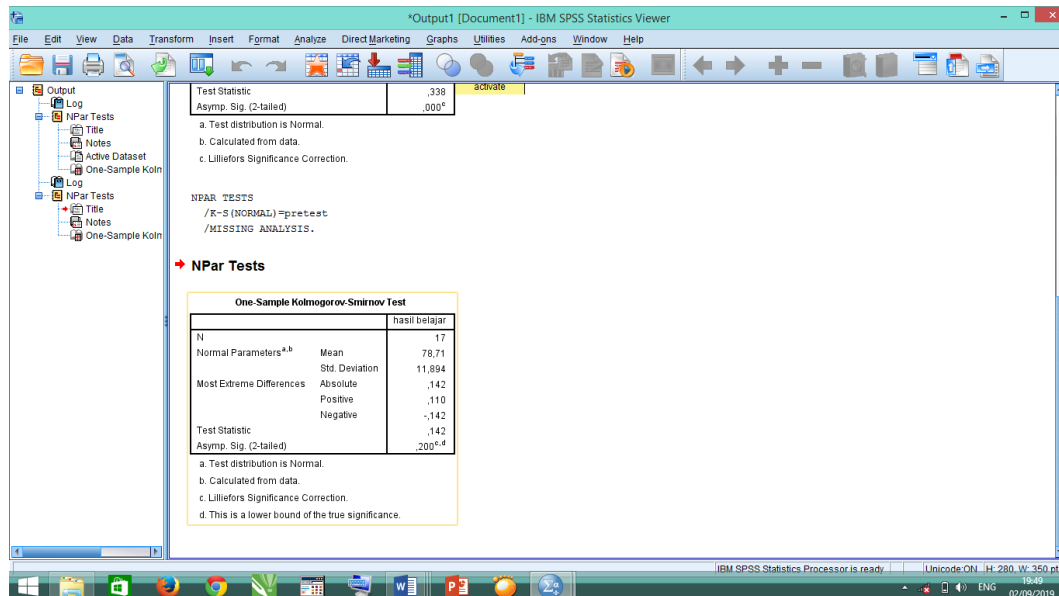 *Output1 [Document1] - IBM SPSS Statistics Viewer
File Edit View Data Transform Insert Format Analyze Direct Marketing Graphs Utilities Add-ons Window Help
Output
Log
NPar Tests
Title
Notes
Active Dataset
One-Sample Kolm
Log
NPar Tests
Title
Notes
One-Sample Kolm
activate
Test Statistic ,338
Asymp. Sig. (2-tailed) ,000c
a. Test distribution is Normal.
b. Calculated from data.
c. Lilliefors Significance Correction.
NPAR TESTS
/K-S(NORMAL)=pretest
/MISSING ANALYSIS.
NPar Tests
One-Sample Kolmogorov-Smirnov Test
hasil belajar
N 17
Normal Parametersa,b Mean 78,71
Std. Deviation 11,894
Most Extreme Differences Absolute ,142
Positive ,110
Negative -,142
Test Statistic ,142
Asymp. Sig. (2-tailed) ,200c,d
a. Test distribution is Normal.
b. Calculated from data.
c. Lilliefors Significance Correction.
d. This is a lower bound of the true significance.
IBM SPSS Statistics Processor is ready Unicode:ON H: 280, W: 350 pt
ENG
19:49
02/09/2019